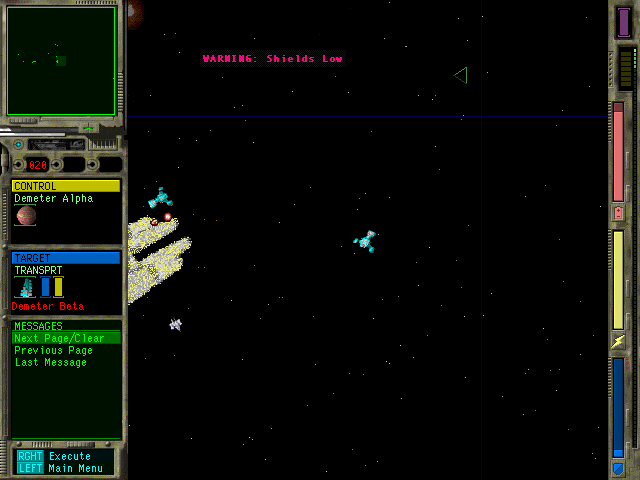 WARNING: Shields Low
020
CONTROL
Demeter Alpha
TARGET
TRANSPRT
Demeter Beta
MESSAGES
Next Page/Clear
Previous Page
Last Message
RGHT Execute
LEFT Main Menu